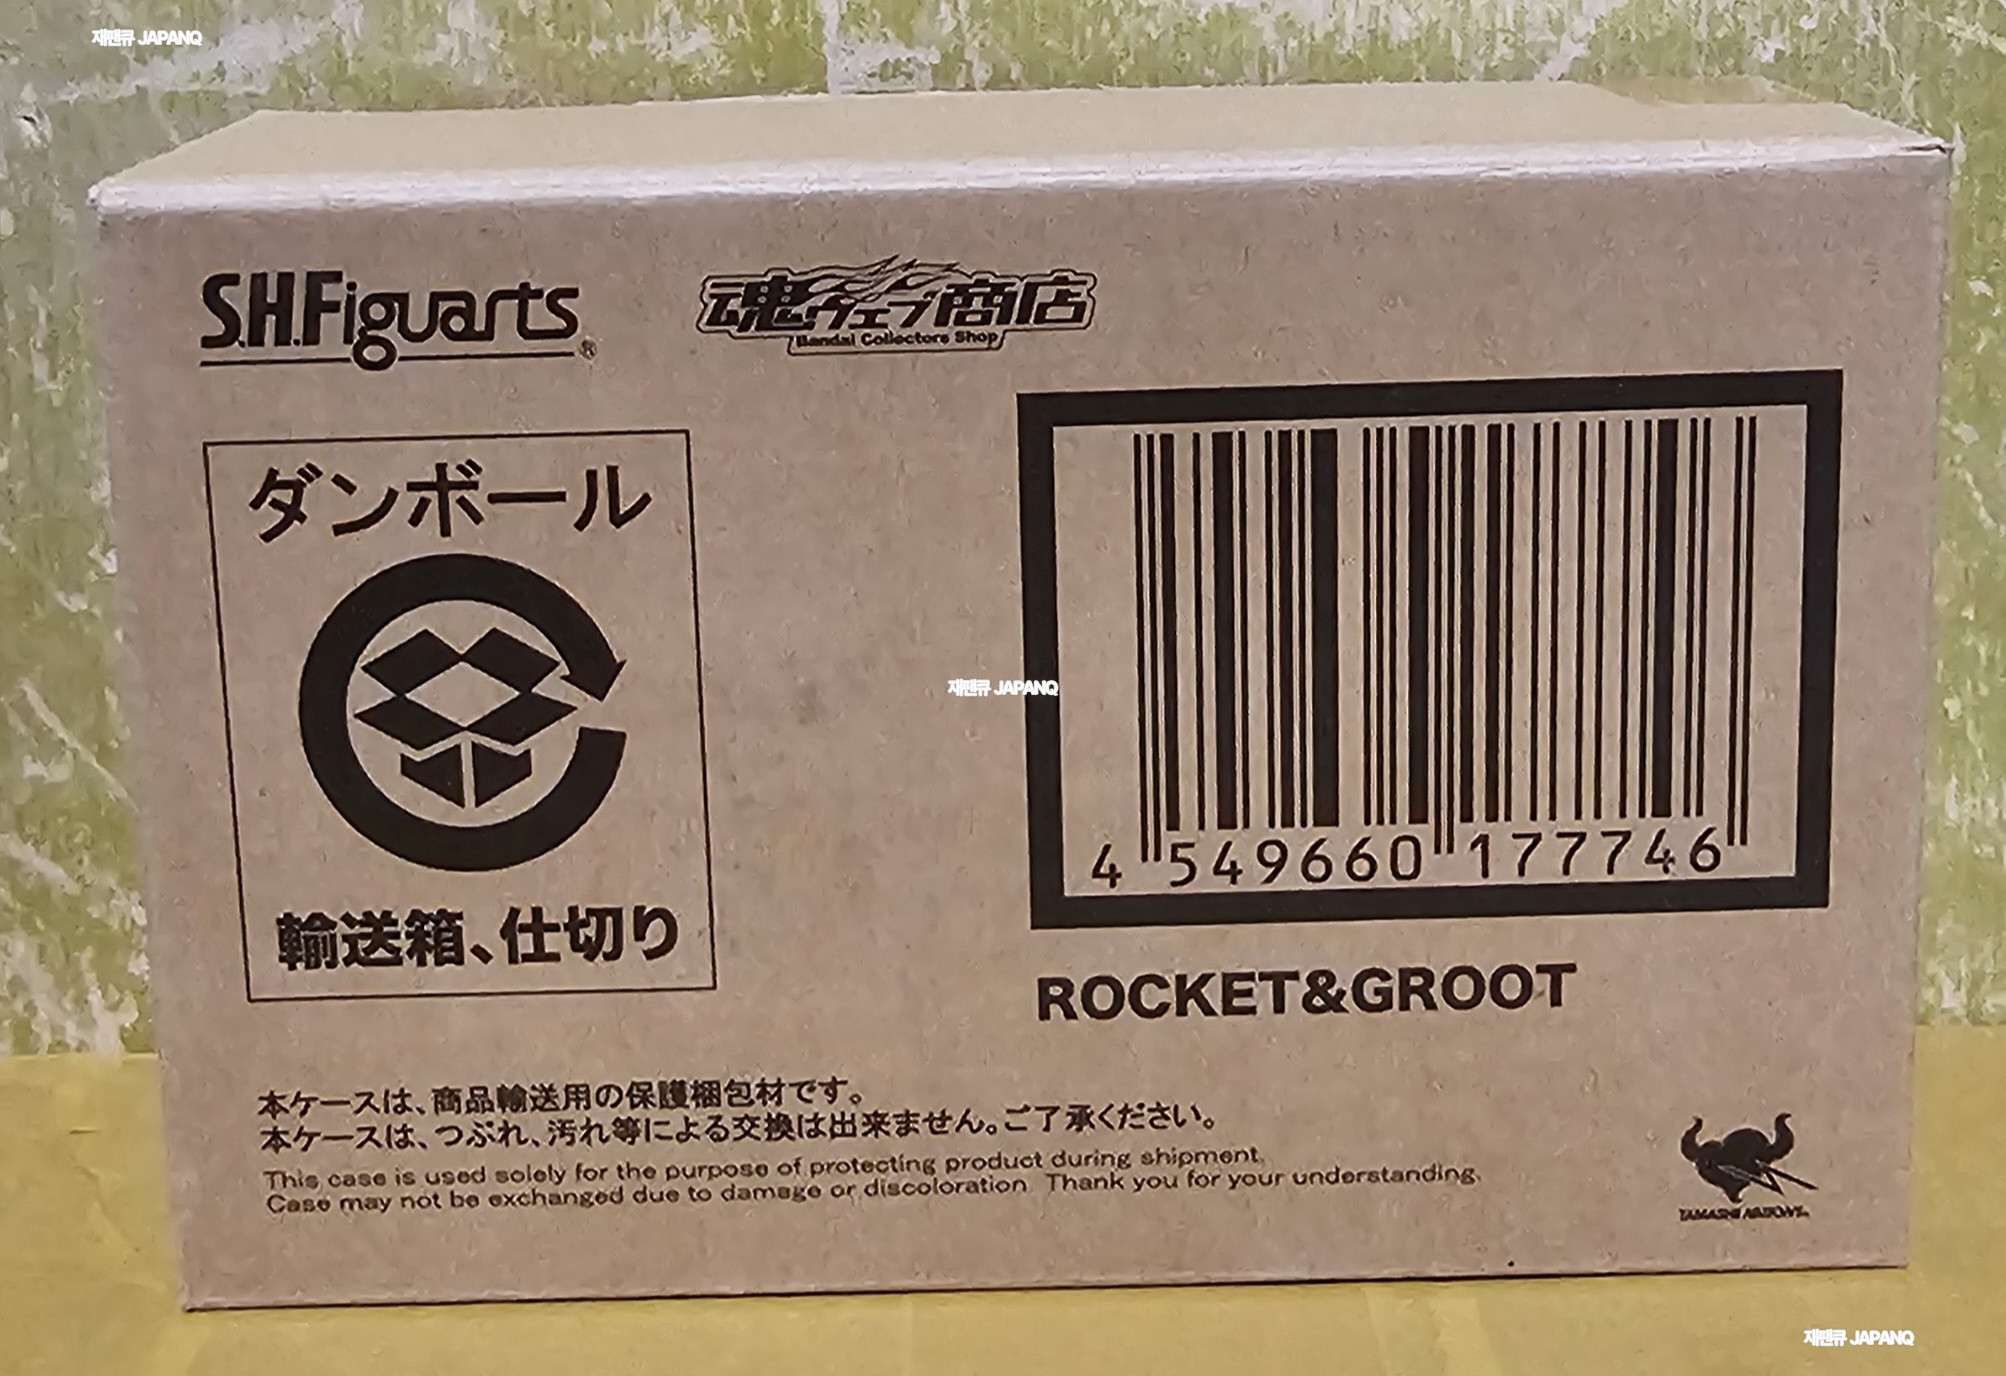 재팬큐 JAPANQ
S.H.Figuarts®
魂ウェブ商店
Bandai Collectors Shop
ダンボール
輸送箱、仕切り
4 549660 177746
재팬큐 JAPANQ
ROCKET&GROOT
本ケースは、商品輸送用の保護梱包材です。
本ケースは、つぶれ、汚れ等による交換は出来ません。ご了承ください。
This case is used solely for the purpose of protecting product during shipment.
Case may not be exchanged due to damage or discoloration. Thank you for your understanding.
TAMASHII NATIONS
재팬큐 JAPANQ